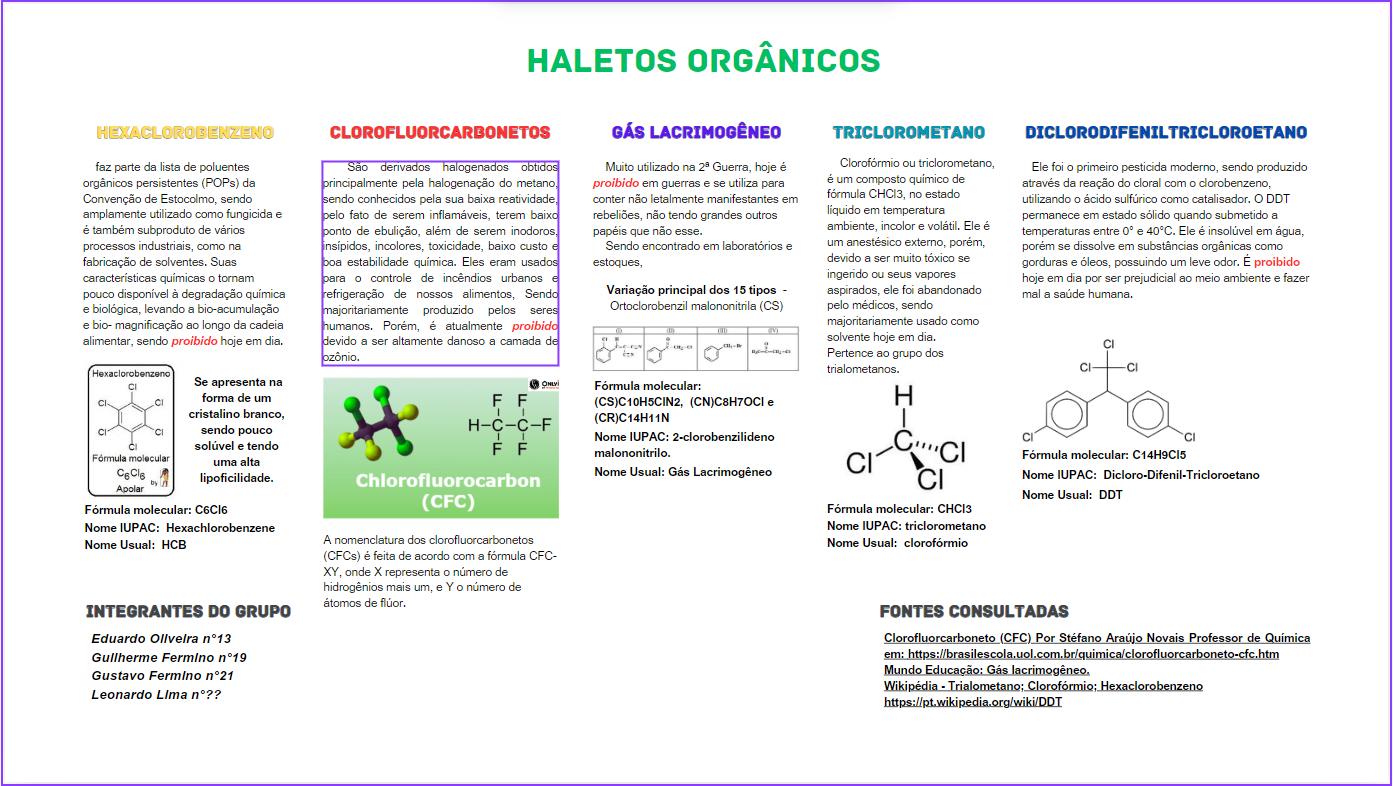 HALETOS ORGÂNICOS
HEXACLOROBENZENO
faz parte da lista de poluentes
orgânicos persistentes (POPs) da
Convenção de Estocolmo, sendo
amplamente utilizado como fungicida e
é também subproduto de vários
processos industriais, como na
fabricação de solventes. Suas
características químicas o tornam
pouco disponível à degradação química
e biológica, levando a bio-acumulação
e bio- magnificação ao longo da cadeia
alimentar, sendo proibido hoje em dia.
Hexaclorobenzeno
Cl
Cl Cl
Cl Cl
Cl
Fórmula molecular
C6Cl6
by
Apolar
Se apresenta na
forma de um
cristalino branco,
sendo pouco
solúvel e tendo
uma alta
lipoficilidade.
Fórmula molecular: C6Cl6
Nome IUPAC: Hexachlorobenzene
Nome Usual: HCB
CLOROFLUORCARBONETOS
São derivados halogenados obtidos
principalmente pela halogenação do metano,
sendo conhecidos pela sua baixa reatividade,
pelo fato de serem inflamáveis, terem baixo
ponto de ebulição, além de serem inodoros,
insípidos, incolores, toxicidade, baixo custo e
boa estabilidade química. Eles eram usados
para o controle de incêndios urbanos e
refrigeração de nossos alimentos, Sendo
majoritariamente produzido pelos seres
humanos. Porém, é atualmente proibido
devido a ser altamente danoso a camada de
ozônio.
F F
H-C-C-F
F F
Chlorofluorocarbon
(CFC)
A nomenclatura dos clorofluorcarbonetos
(CFCs) é feita de acordo com a fórmula CFC-
XY, onde X representa o número de
hidrogênios mais um, e Y o número de
átomos de flúor.
GÁS LACRIMOGÊNEO
Muito utilizado na 2ª Guerra, hoje é
proibido em guerras e se utiliza para
conter não letalmente manifestantes em
rebeliões, não tendo grandes outros
papéis que não esse.
Sendo encontrado em laboratórios e
estoques,
Variação principal dos 15 tipos -
Ortoclorobenzil malononitrila (CS)
(I) (II) (III) (IV)
Fórmula molecular:
(CS)C10H5ClN2, (CN)C8H7OCl e
(CR)C14H11N
Nome IUPAC: 2-clorobenzilideno
malononitrilo.
Nome Usual: Gás Lacrimogêneo
TRICLOROMETANO
Clorofórmio ou triclorometano,
é um composto químico de
fórmula CHCl3, no estado
líquido em temperatura
ambiente, incolor e volátil. Ele é
um anestésico externo, porém,
devido a ser muito tóxico se
ingerido ou seus vapores
aspirados, ele foi abandonado
pelo médicos, sendo
majoritariamente usado como
solvente hoje em dia.
Pertence ao grupo dos
trialometanos.
H
C
Cl Cl
Cl
Fórmula molecular: CHCl3
Nome IUPAC: triclorometano
Nome Usual: clorofórmio
DICLORODIFENILTRICLOROETANO
Ele foi o primeiro pesticida moderno, sendo produzido
através da reação do cloral com o clorobenzeno,
utilizando o ácido sulfúrico como catalisador. O DDT
permanece em estado sólido quando submetido a
temperaturas entre 0° e 40°C. Ele é insolúvel em água,
porém se dissolve em substâncias orgânicas como
gorduras e óleos, possuindo um leve odor. É proibido
hoje em dia por ser prejudicial ao meio ambiente e fazer
mal a saúde humana.
Cl
Cl Cl
Cl Cl
Fórmula molecular: C14H9Cl5
Nome IUPAC: Dicloro-Difenil-Tricloroetano
Nome Usual: DDT
INTEGRANTES DO GRUPO
Eduardo Oliveira n°13
Guilherme Fermino n°19
Gustavo Fermino n°21
Leonardo Lima n°??
FONTES CONSULTADAS
Clorofluorcarboneto (CFC) Por Stéfano Araújo Novais Professor de Química
em: https://brasilescola.uol.com.br/quimica/clorofluorcarboneto-cfc.htm
Mundo Educação: Gás lacrimogêneo.
Wikipédia - Trialometano; Clorofórmio; Hexaclorobenzeno
https://pt.wikipedia.org/wiki/DDT